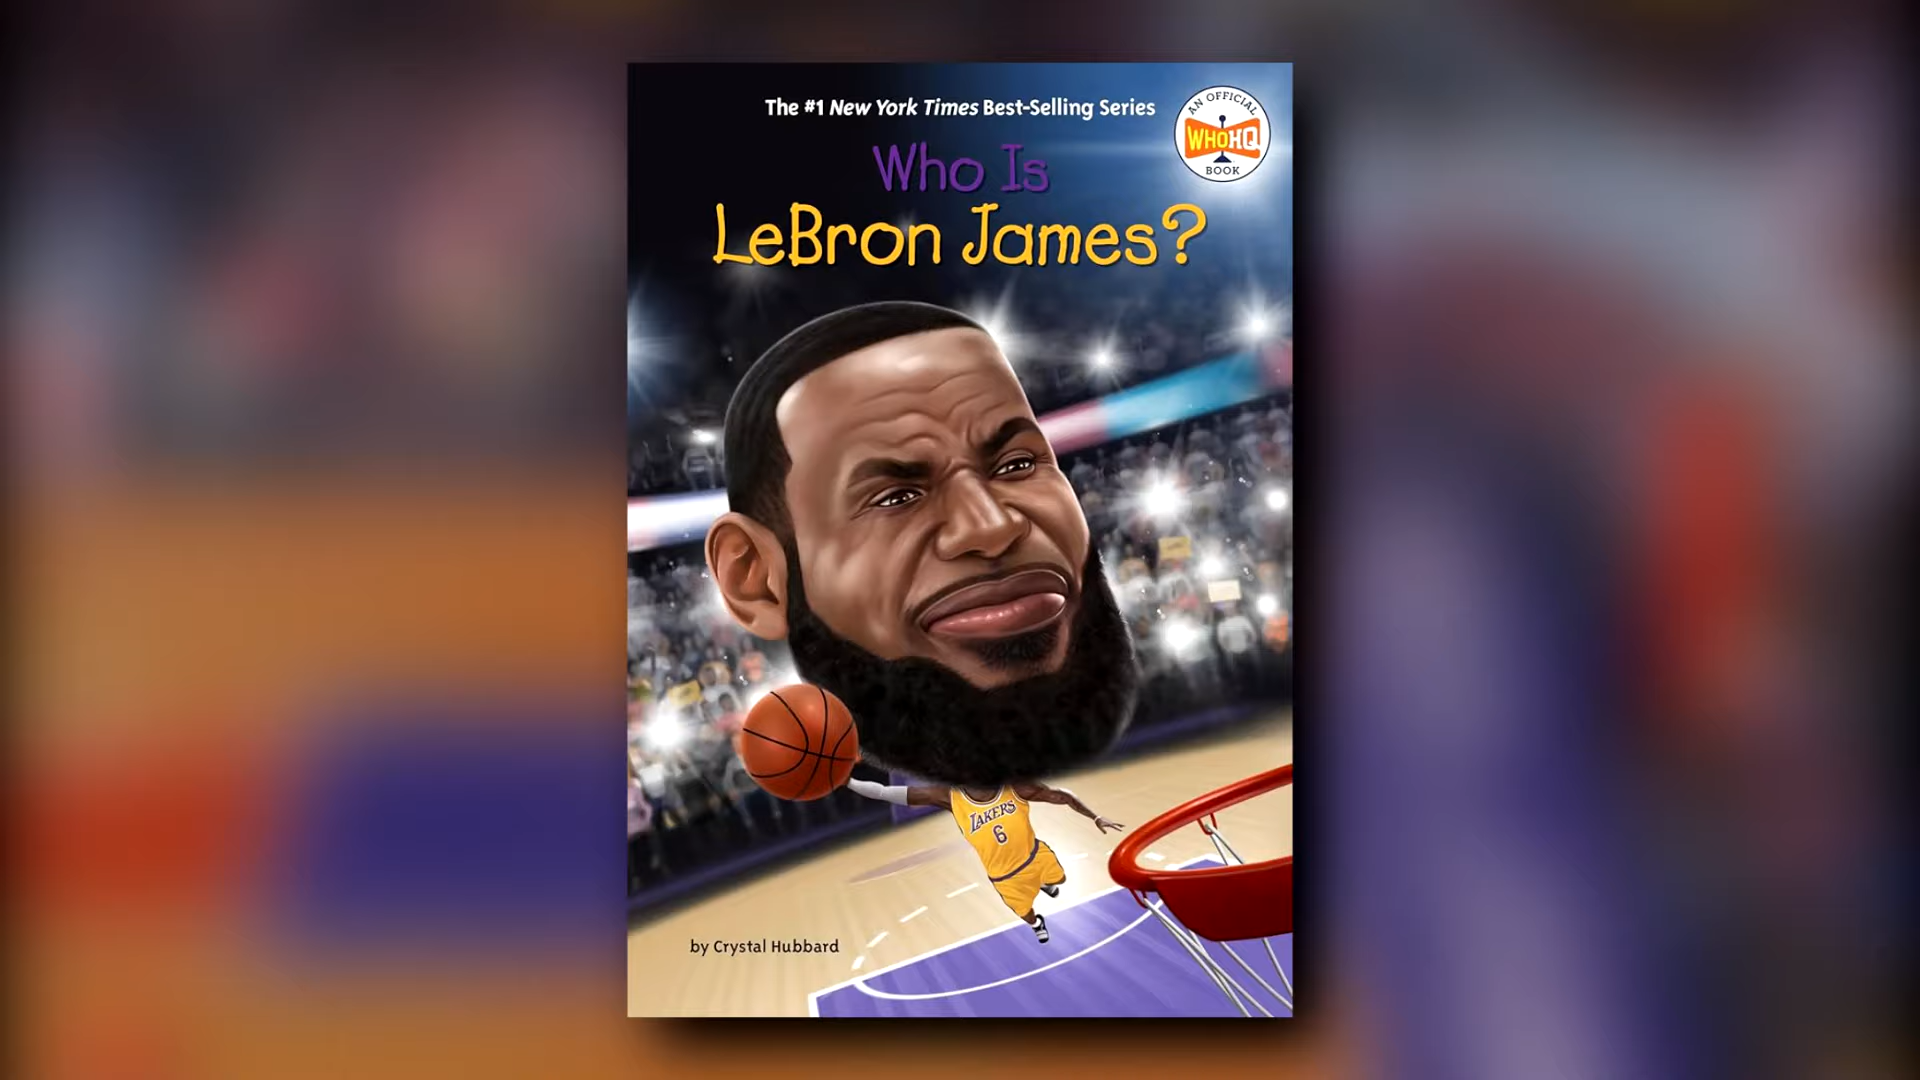 The #1 New York Times Best-Selling Series
AN OFFICIAL
WHOHQ
BOOK
Who Is
LeBron James?
LAKERS
6
by Crystal Hubbard